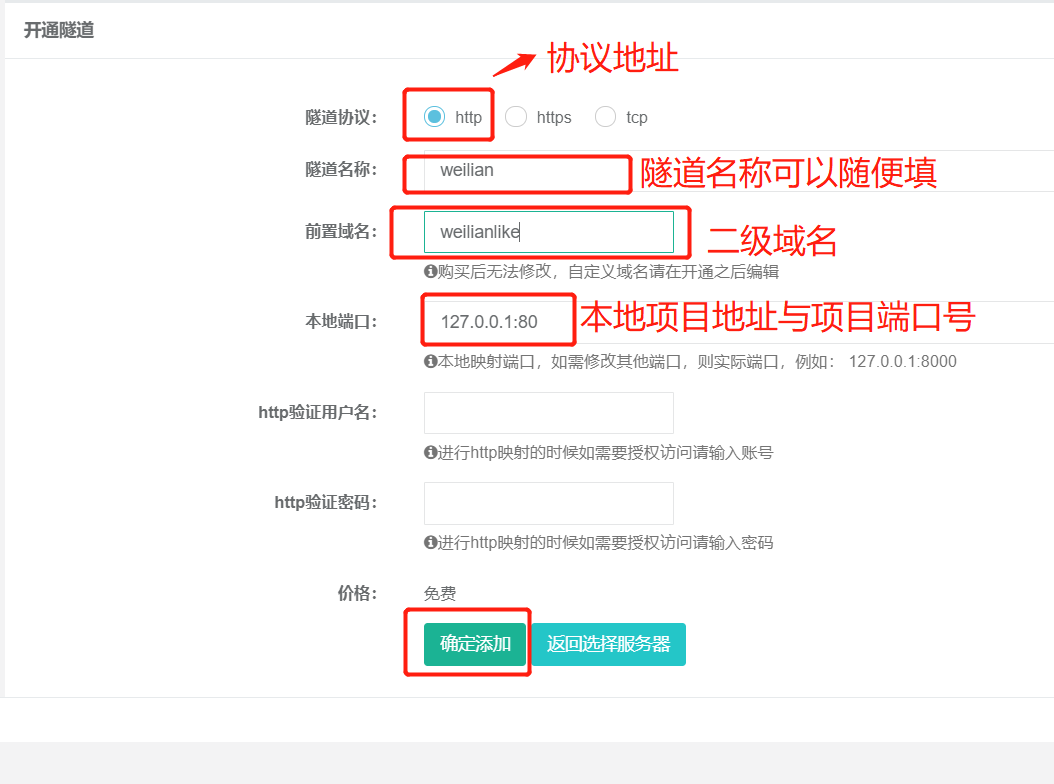 开通隧道
协议地址
隧道协议: http https tcp
隧道名称: weilian 隧道名称可以随便填
前置域名: weilianlike 二级域名
购买后无法修改，自定义域名请在开通之后编辑
本地端口: 127.0.0.1:80 本地项目地址与项目端口号
本地映射端口，如需修改其他端口，则实际端口，例如： 127.0.0.1:8000
http验证用户名:
进行http映射的时候如需要授权访问请输入账号
http验证密码:
进行http映射的时候如需要授权访问请输入密码
价格: 免费
确定添加 返回选择服务器